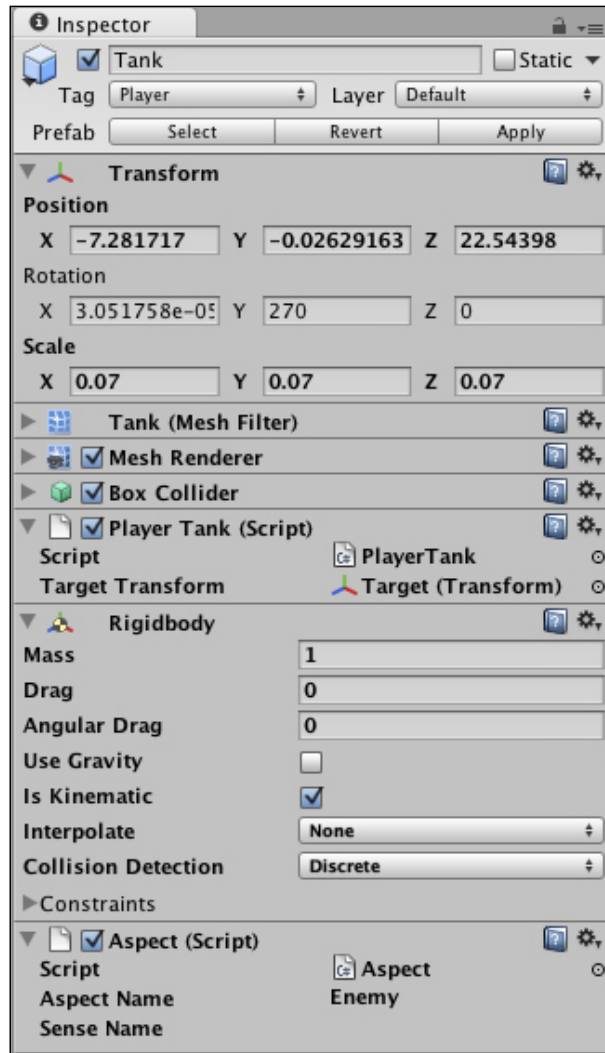 Inspector
Tank Static
Tag Player Layer Default
Prefab Select Revert Apply
Transform
Position
X -7.281717 Y -0.02629163 Z 22.54398
Rotation
X 3.051758e-05 Y 270 Z 0
Scale
X 0.07 Y 0.07 Z 0.07
Tank (Mesh Filter)
Mesh Renderer
Box Collider
Player Tank (Script)
Script C# PlayerTank
Target Transform Target (Transform)
Rigidbody
Mass 1
Drag 0
Angular Drag 0
Use Gravity
Is Kinematic
Interpolate None
Collision Detection Discrete
Constraints
Aspect (Script)
Script C# Aspect
Aspect Name Enemy
Sense Name